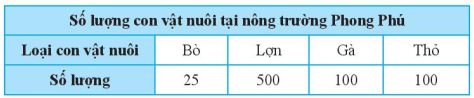 Số lượng con vật nuôi tại nông trường Phong Phú
Loại con vật nuôi Bò Lợn Gà Thỏ
Số lượng 25 500 100 100